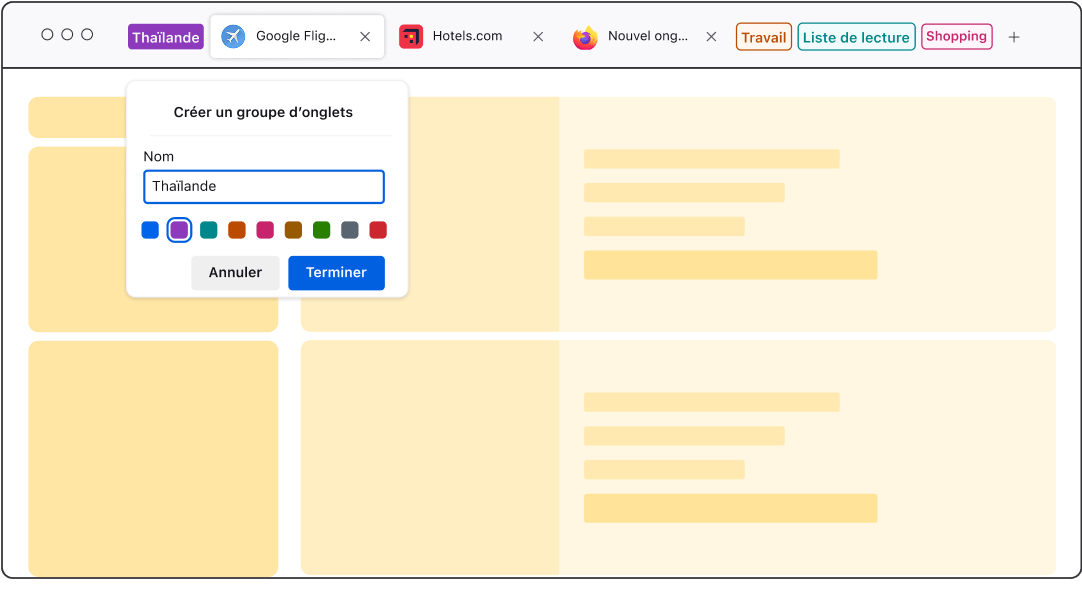 Thaïlande
Google Flig...
Hotels.com
Nouvel ong...
Travail
Liste de lecture
Shopping
Créer un groupe d’onglets
Nom
Thaïlande
Annuler
Terminer